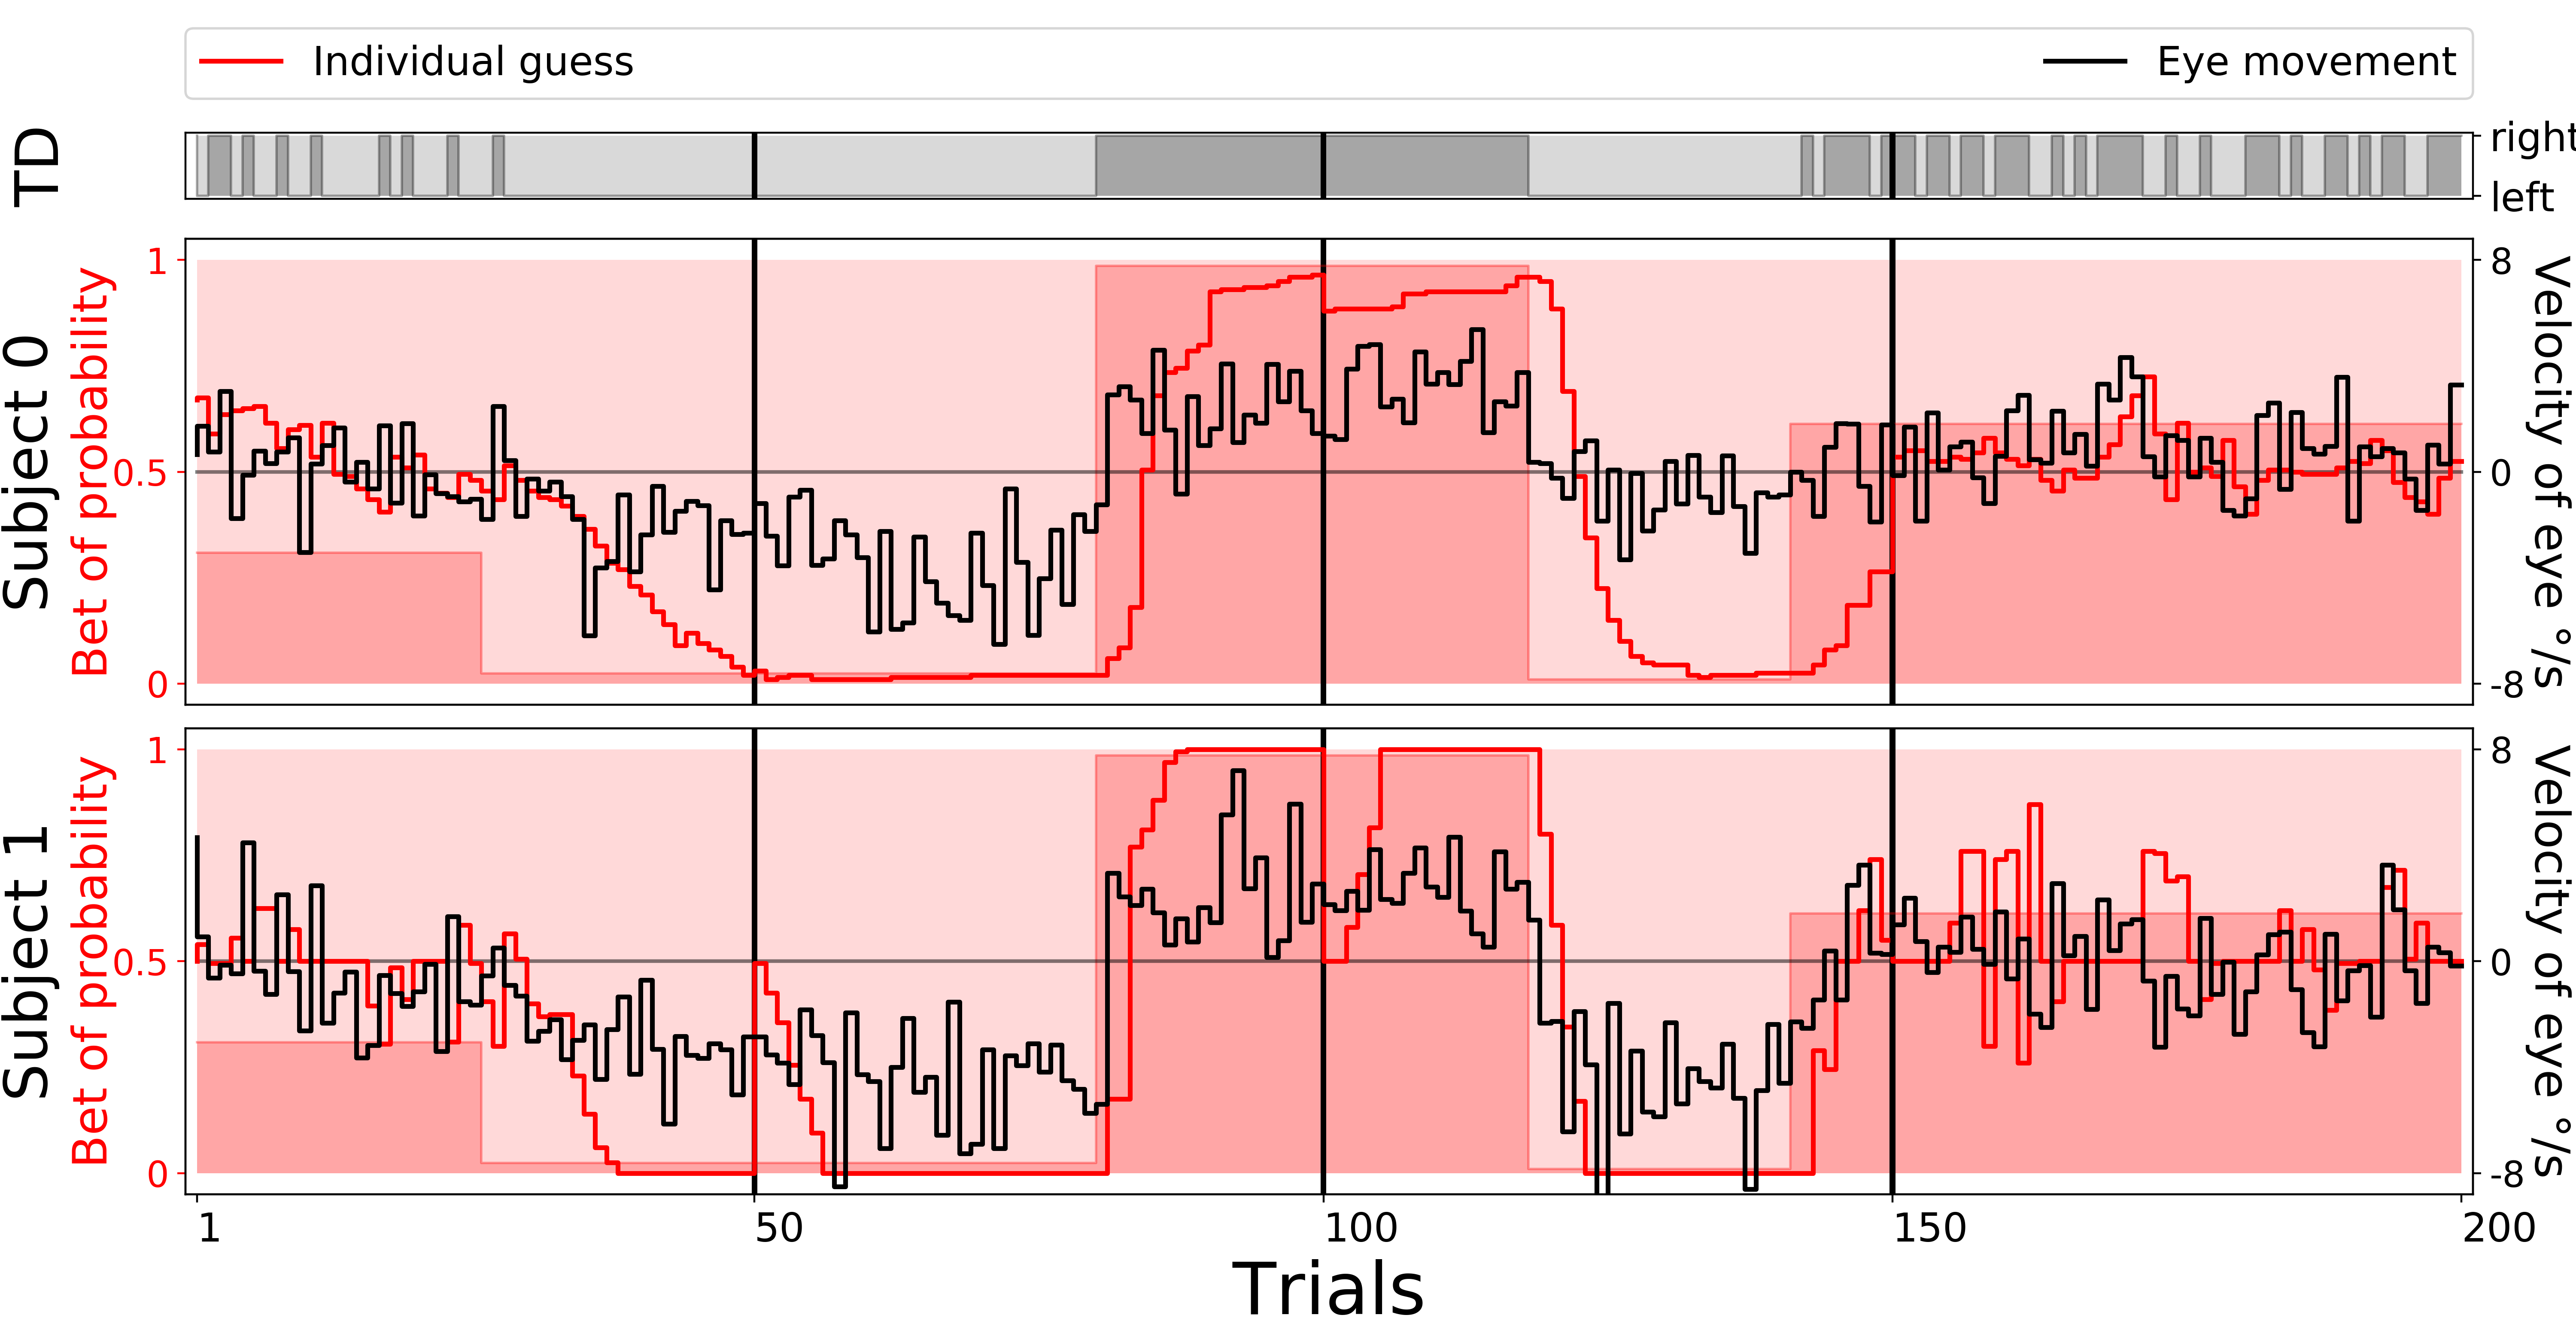 Individual guess
Eye movement
TD
right
left
Subject 0
Bet of probability
1
0.5
0
8
0
-8
Velocity of eye °/s
Subject 1
Bet of probability
1
0.5
0
8
0
-8
Velocity of eye °/s
1
50
100
150
200
Trials